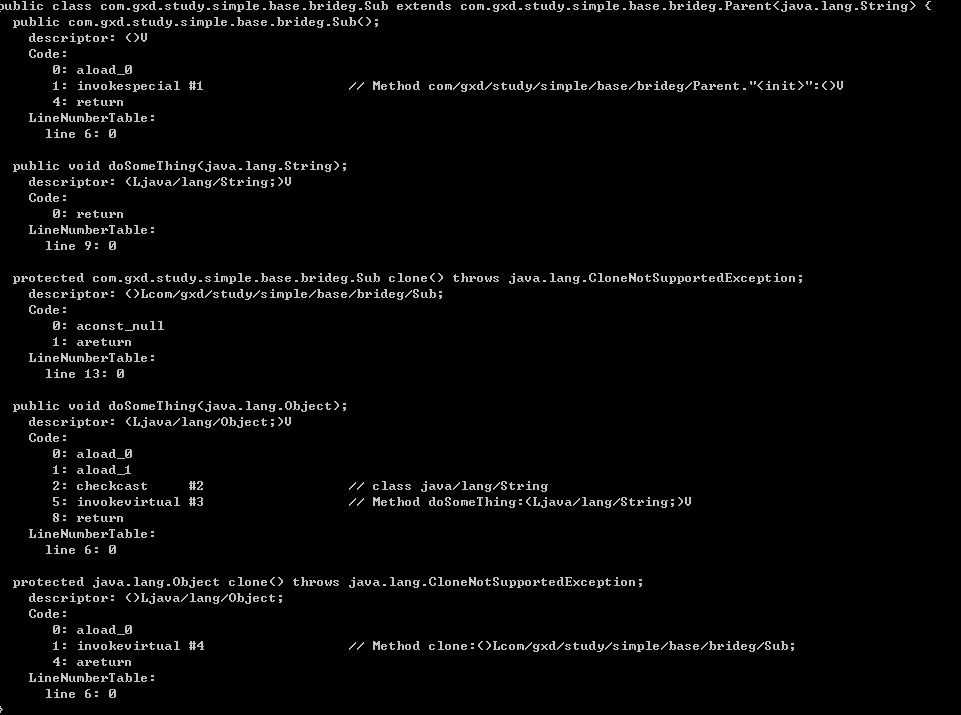 public class com.gxd.study.simple.base.brideg.Sub extends com.gxd.study.simple.base.brideg.Parent<java.lang.String> {
  public com.gxd.study.simple.base.brideg.Sub();
    descriptor: ()V
    Code:
       0: aload_0
       1: invokespecial #1                  // Method com/gxd/study/simple/base/brideg/Parent."<init>":()V
       4: return
    LineNumberTable:
      line 6: 0

  public void doSomeThing(java.lang.String);
    descriptor: (Ljava/lang/String;)V
    Code:
       0: return
    LineNumberTable:
      line 9: 0

  protected com.gxd.study.simple.base.brideg.Sub clone() throws java.lang.CloneNotSupportedException;
    descriptor: ()Lcom/gxd/study/simple/base/brideg/Sub;
    Code:
       0: aconst_null
       1: areturn
    LineNumberTable:
      line 13: 0

  public void doSomeThing(java.lang.Object);
    descriptor: (Ljava/lang/Object;)V
    Code:
       0: aload_0
       1: aload_1
       2: checkcast     #2                  // class java/lang/String
       5: invokevirtual #3                  // Method doSomeThing:(Ljava/lang/String;)V
       8: return
    LineNumberTable:
      line 6: 0

  protected java.lang.Object clone() throws java.lang.CloneNotSupportedException;
    descriptor: ()Ljava/lang/Object;
    Code:
       0: aload_0
       1: invokevirtual #4                  // Method clone:()Lcom/gxd/study/simple/base/brideg/Sub;
       4: areturn
    LineNumberTable:
      line 6: 0
}